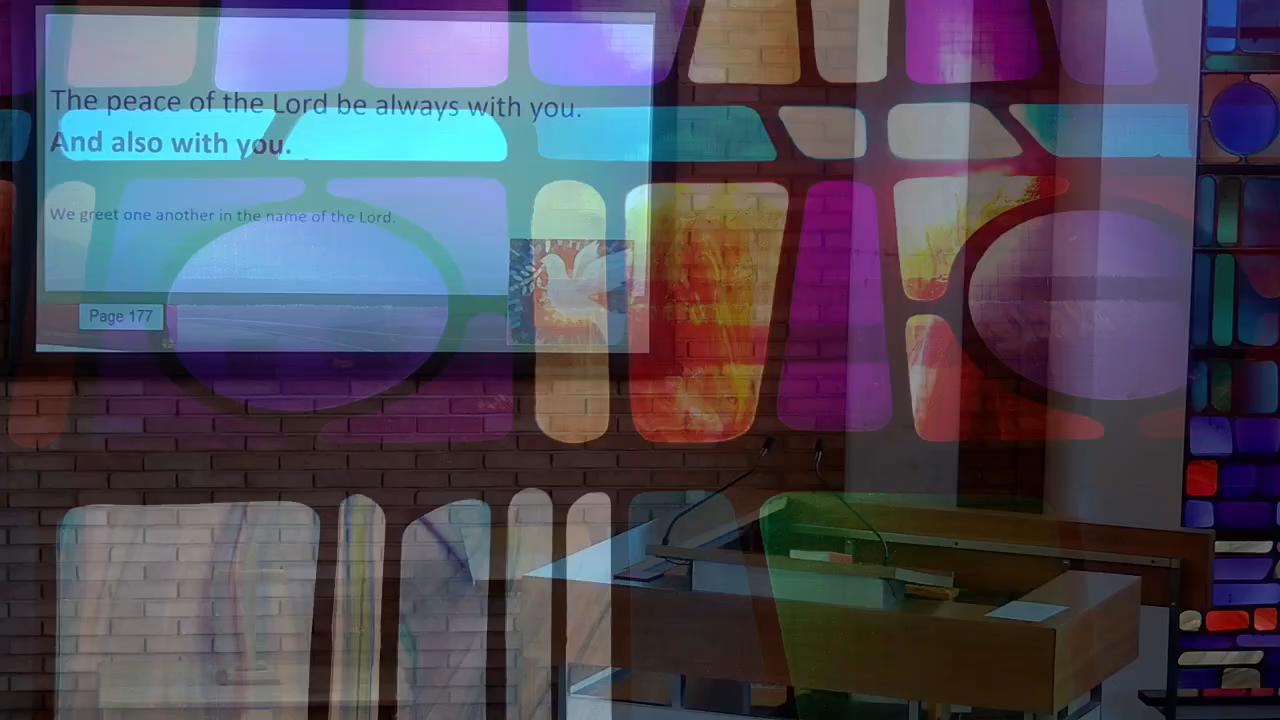 The peace of the Lord be always with you.
And also with you.
We greet one another in the name of the Lord.
Page 177